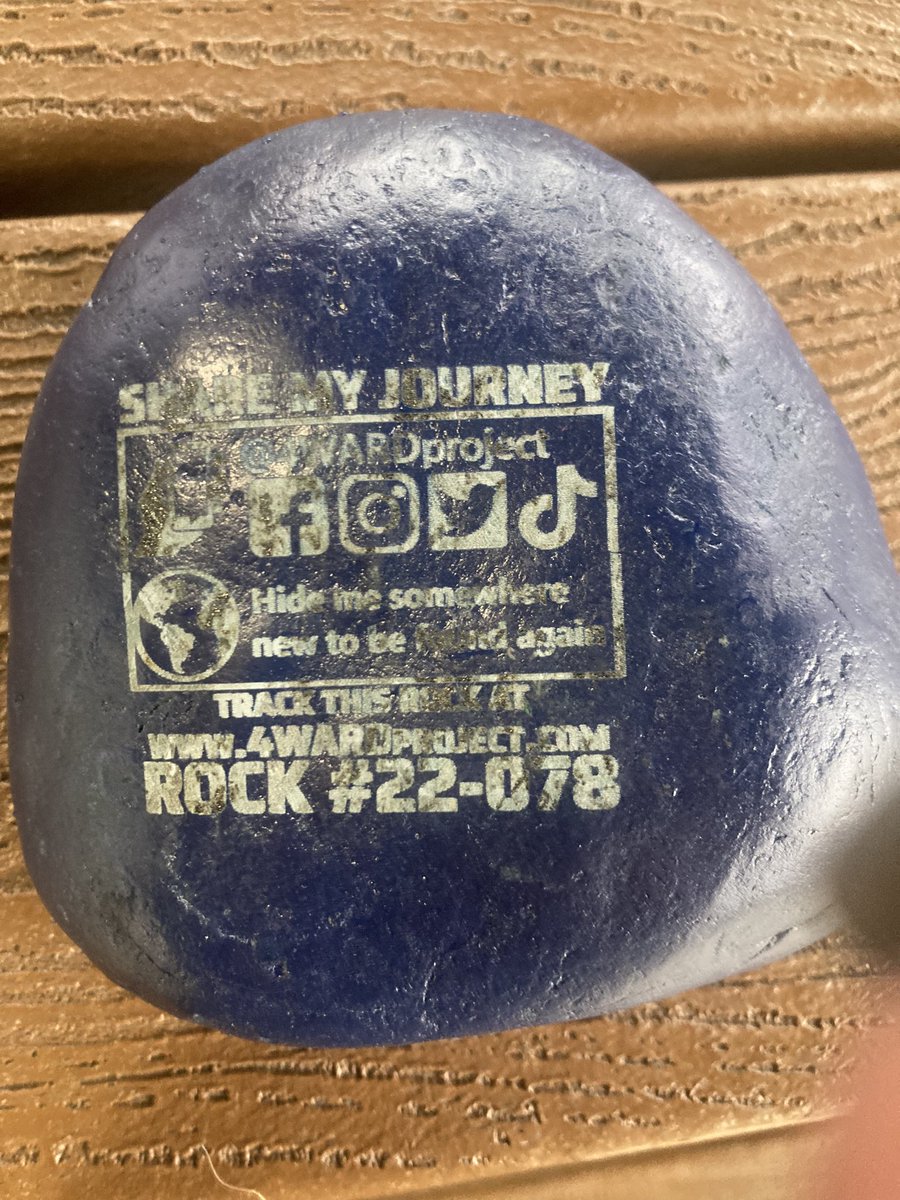 SHARE MY JOURNEY
@4WARDproject
Hide me somewhere
new to be found again
TRACK THIS ROCK AT
WWW.4WARDPROJECT.COM
ROCK #22-078